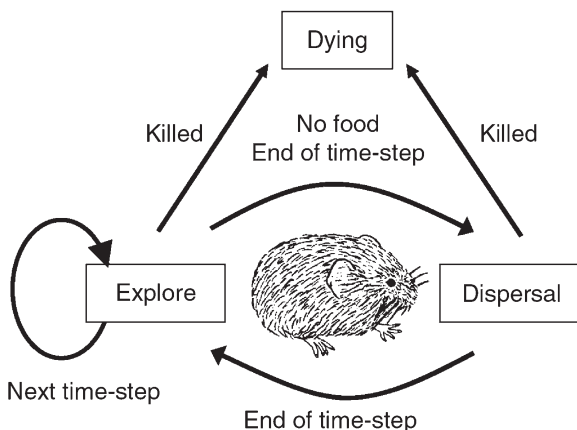 Dying
Killed
No food
End of time-step
Killed
Explore
Dispersal
Next time-step
End of time-step